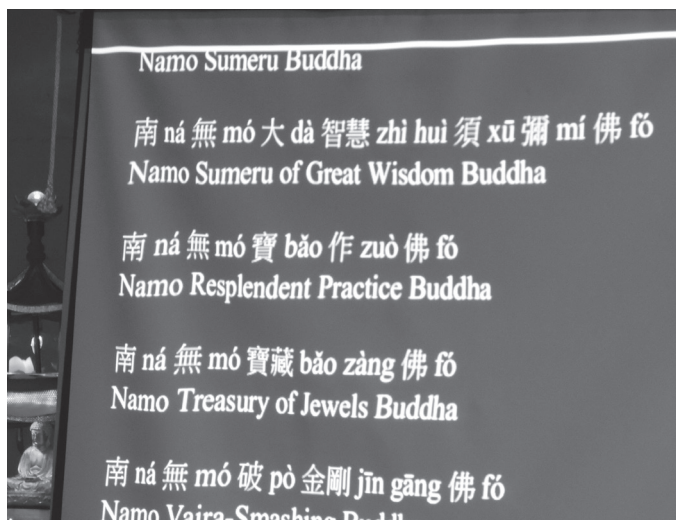 Namo Sumeru Buddha
南 ná 無 mó 大 dà 智慧 zhì huì 須 xū 彌 mí 佛 fó
Namo Sumeru of Great Wisdom Buddha
南 ná 無 mó 寶 bǎo 作 zuò 佛 fó
Namo Resplendent Practice Buddha
南 ná 無 mó 寶藏 bǎo zàng 佛 fó
Namo Treasury of Jewels Buddha
南 ná 無 mó 破 pò 金剛 jīn gāng 佛 fó
Namo Vajra-Smashing